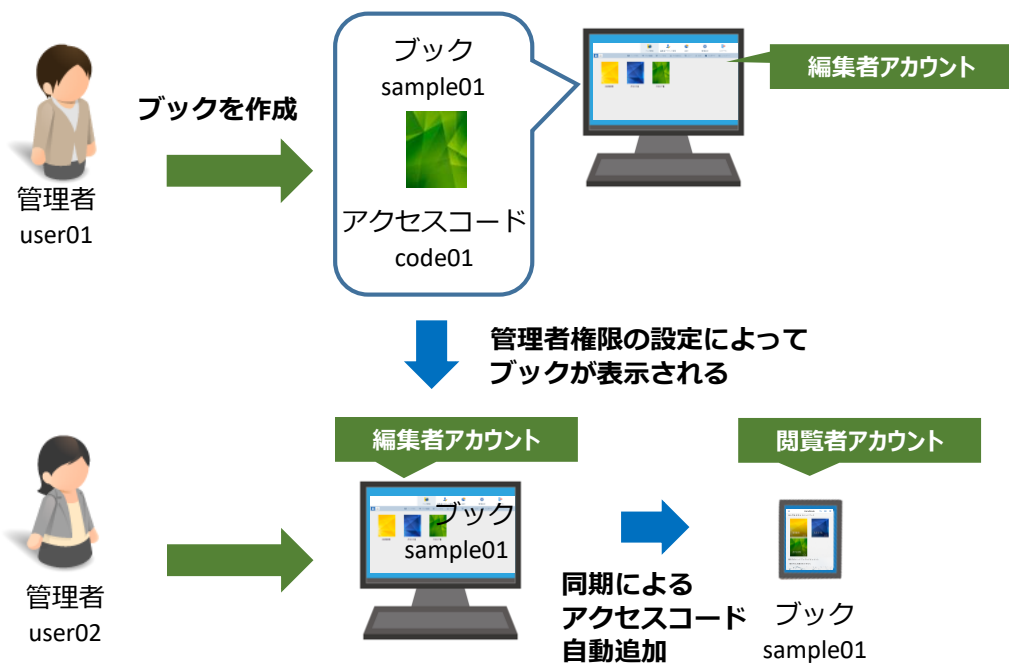 ブック
sample01
編集者アカウント
ブックを作成
アクセスコード
code01
管理者
user01
管理者権限の設定によって
ブックが表示される
編集者アカウント
閲覧者アカウント
ブック
sample01
同期による
アクセスコード
自動追加
管理者
user02
ブック
sample01